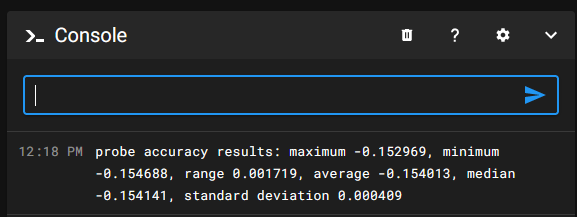 Console
12:18 PM probe accuracy results: maximum -0.152969, minimum
-0.154688, range 0.001719, average -0.154013, median
-0.154141, standard deviation 0.000409